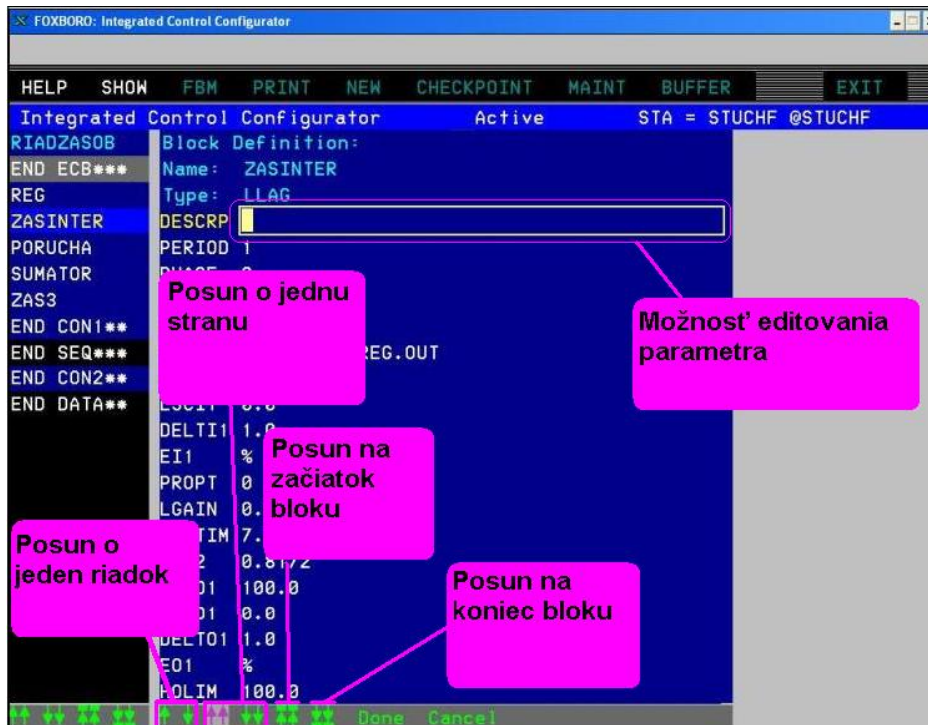 FOXBORO: Integrated Control Configurator
HELP SHOW FBM PRINT NEW CHECKPOINT MAINT BUFFER EXIT
Integrated Control Configurator Active STA = STUCHF @STUCHF
RIADZASOB
END ECB***
REG
ZASINTER
PORUCHA
SUMATOR
ZAS3
END CON1**
END SEQ***
END CON2**
END DATA**
Block Definition:
Name: ZASINTER
Type: LLAG
DESCRP
PERIOD 1
REG.OUT
DELTI1 1.0
EI1 %
PROPT 0
LGAIN 0.
7.
100.0
0.0
DELTO1 1.0
EO1 %
HOLIM 100.0
Posun o jednu
stranu
Možnosť editovania
parametra
Posun na
začiatok
bloku
Posun o
jeden riadok
Posun na
koniec bloku
Done Cancel